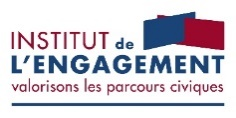 INSTITUT de
L'ENGAGEMENT
valorisons les parcours civiques